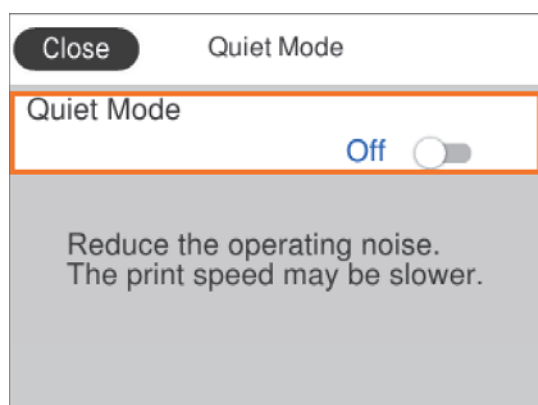 Close Quiet Mode
Quiet Mode
Off
Reduce the operating noise.
The print speed may be slower.